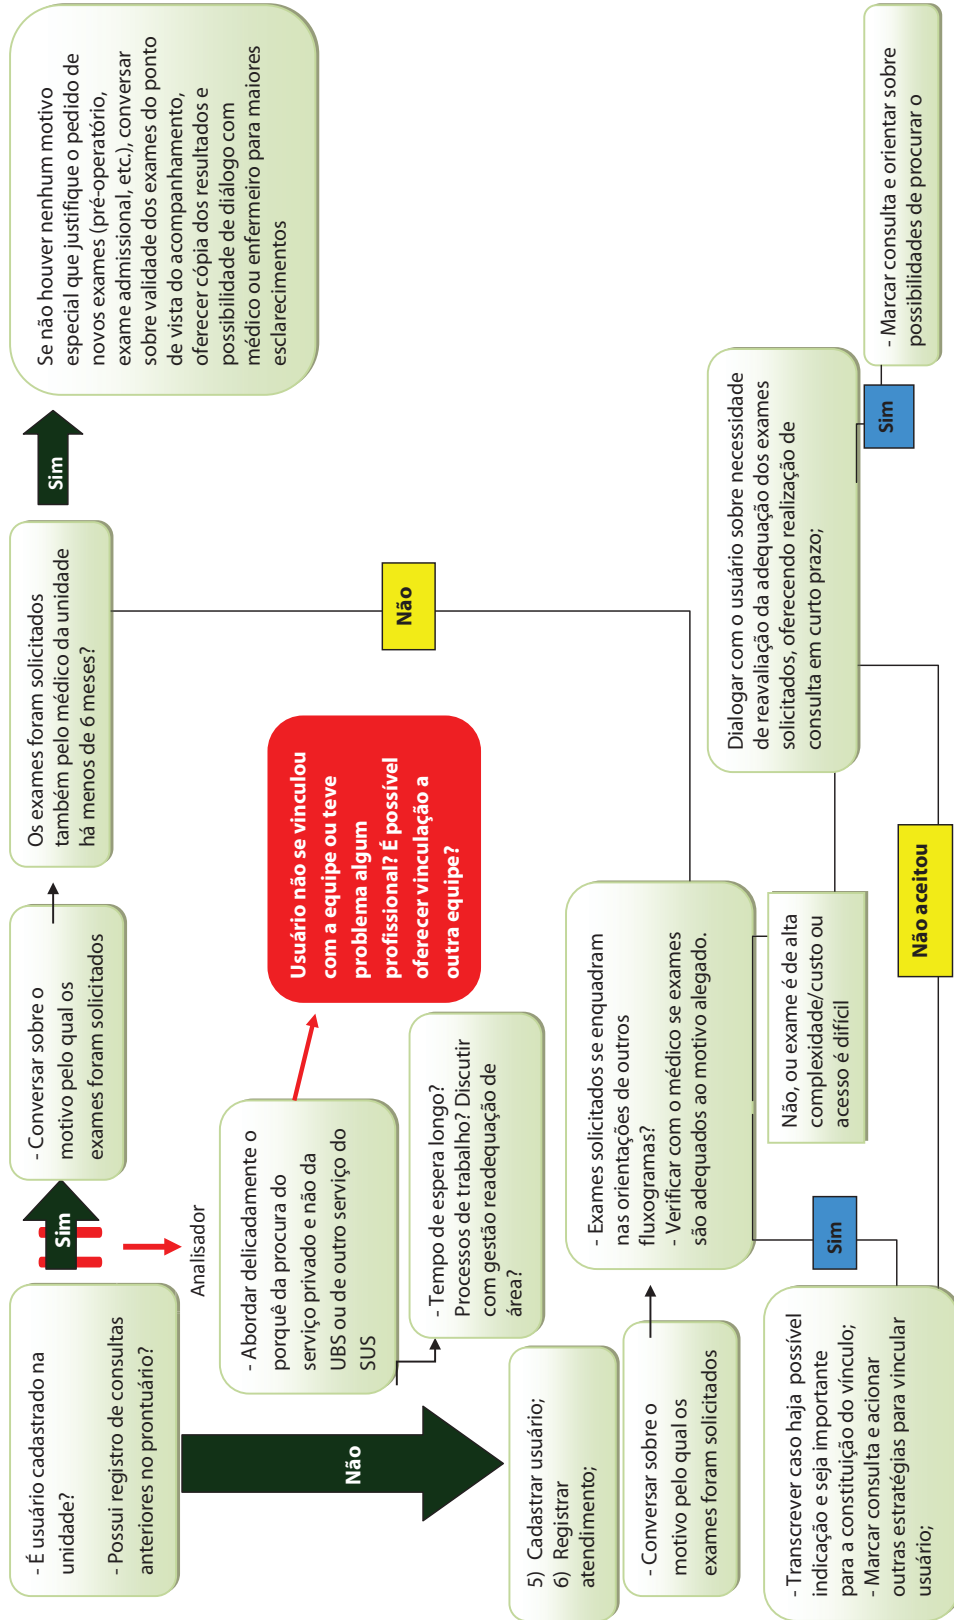 - É usuário cadastrado na
unidade?
- Possui registro de consultas
anteriores no prontuário?
Sim
- Conversar sobre o
motivo pelo qual os
exames foram solicitados
Os exames foram solicitados
também pelo médico da unidade
há menos de 6 meses?
Sim
Se não houver nenhum motivo
especial que justifique o pedido de
novos exames (pré-operatório,
exame admissional, etc.), conversar
sobre validade dos exames do ponto
de vista do acompanhamento,
oferecer cópia dos resultados e
possibilidade de diálogo com
médico ou enfermeiro para maiores
esclarecimentos
Analisador
- Abordar delicadamente o
porquê da procura do
serviço privado e não da
UBS ou de outro serviço do
SUS
Usuário não se vinculou
com a equipe ou teve
problema algum
profissional? É possível
oferecer vinculação a
outra equipe?
- Tempo de espera longo?
Processos de trabalho? Discutir
com gestão readequação de
área?
Não
Não
5) Cadastrar usuário;
6) Registrar
atendimento;
- Conversar sobre o
motivo pelo qual os
exames foram solicitados
- Exames solicitados se enquadram
nas orientações de outros
fluxogramas?
- Verificar com o médico se exames
são adequados ao motivo alegado.
Sim
Não, ou exame é de alta
complexidade/custo ou
acesso é difícil
Dialogar com o usuário sobre necessidade
de reavaliação da adequação dos exames
solicitados, oferecendo realização de
consulta em curto prazo;
Sim
- Marcar consulta e orientar sobre
possibilidades de procurar o
Não aceitou
- Transcrever caso haja possível
indicação e seja importante
para a constituição do vínculo;
- Marcar consulta e acionar
outras estratégias para vincular
usuário;